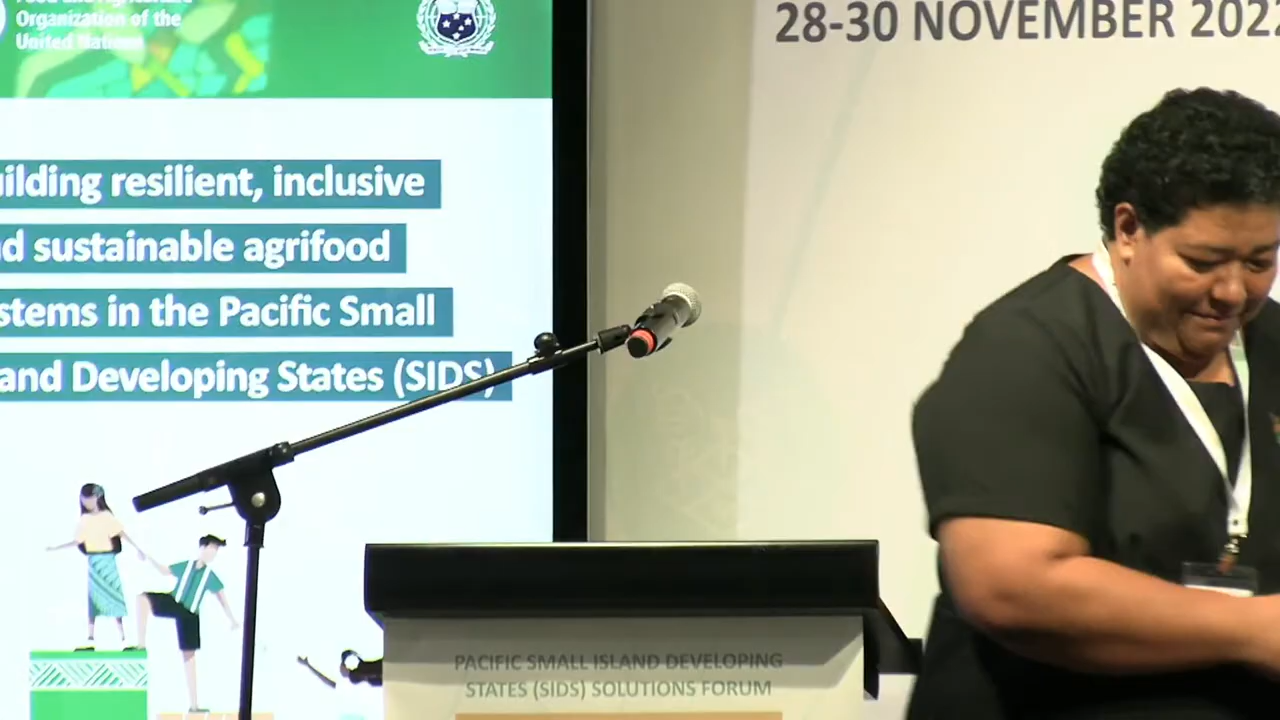 Organization of the
United Nations
28-30 NOVEMBER 2022
uilding resilient, inclusive
d sustainable agrifood
stems in the Pacific Small
and Developing States (SIDS)
PACIFIC SMALL ISLAND DEVELOPING
STATES (SIDS) SOLUTIONS FORUM